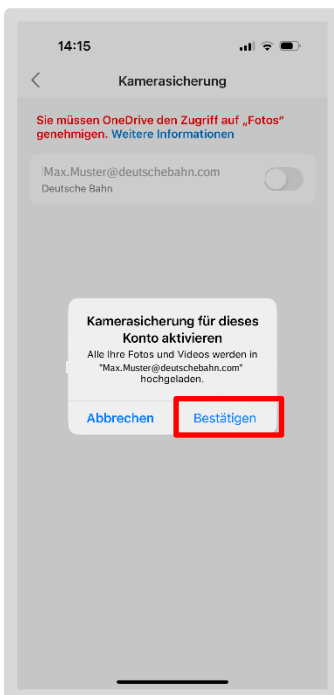 14:15
Kamerasicherung
Sie müssen OneDrive den Zugriff auf „Fotos“
genehmigen. Weitere Informationen
Max.Muster@deutschebahn.com
Deutsche Bahn
Kamerasicherung für dieses
Konto aktivieren
Alle Ihre Fotos und Videos werden in
"Max.Muster@deutschebahn.com"
hochgeladen.
Abbrechen Bestätigen